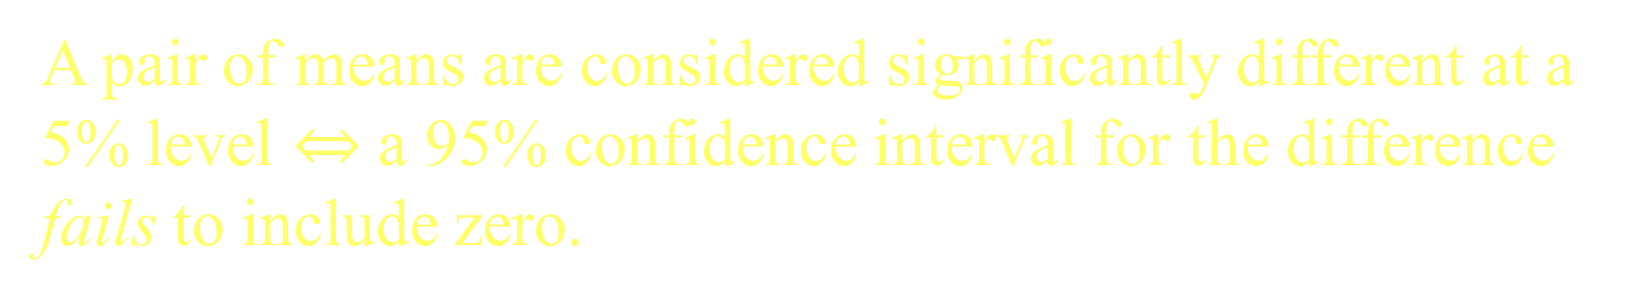 A pair of means are considered significantly different at a
5% level ⇔ a 95% confidence interval for the difference
fails to include zero.